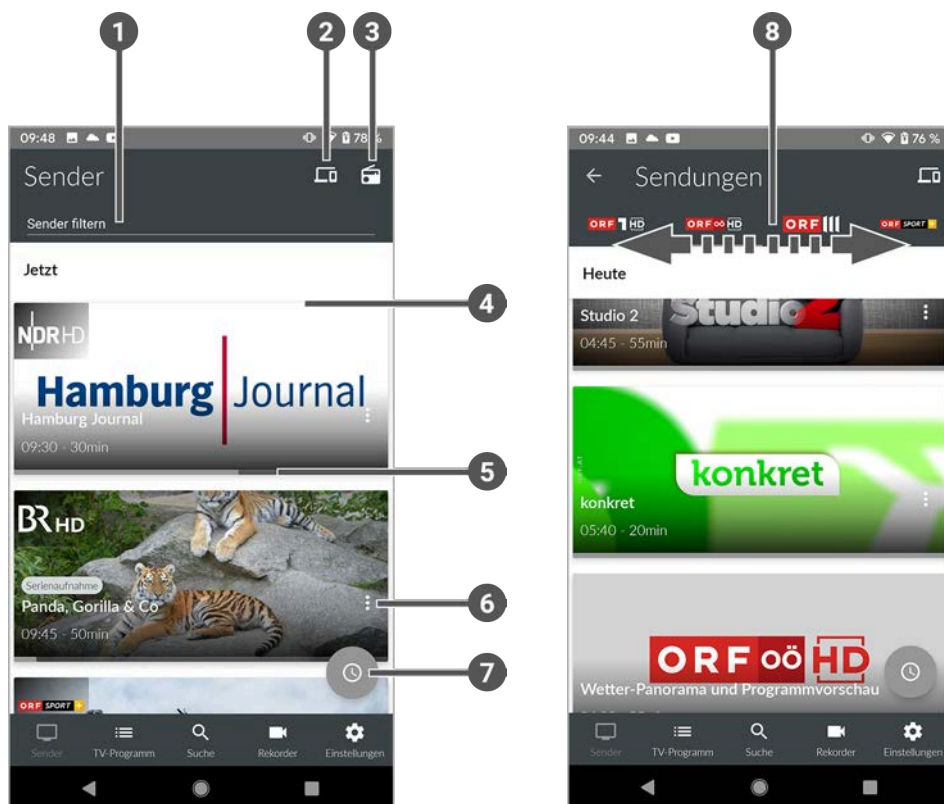 1
2
3
8
09:48
78 %
Sender
Sender filtern
Jetzt
4
NDR HD
Hamburg Journal
Hamburg Journal
09:30 - 30min
5
BR HD
Serienaufnahme
Panda, Gorilla & Co
6
09:45 - 50min
7
ORF SPORT +
Sender
TV-Programm
Suche
Rekorder
Einstellungen
09:44
76 %
Sendungen
ORF 1 HD
ORF oö HD
ORF III
ORF SPORT +
Heute
Studio 2
Studio 2
04:45 - 55min
konkret
konkret
05:40 - 20min
ORF oö HD
Wetter-Panorama und Programmvorschau
Sender
TV-Programm
Suche
Rekorder
Einstellungen